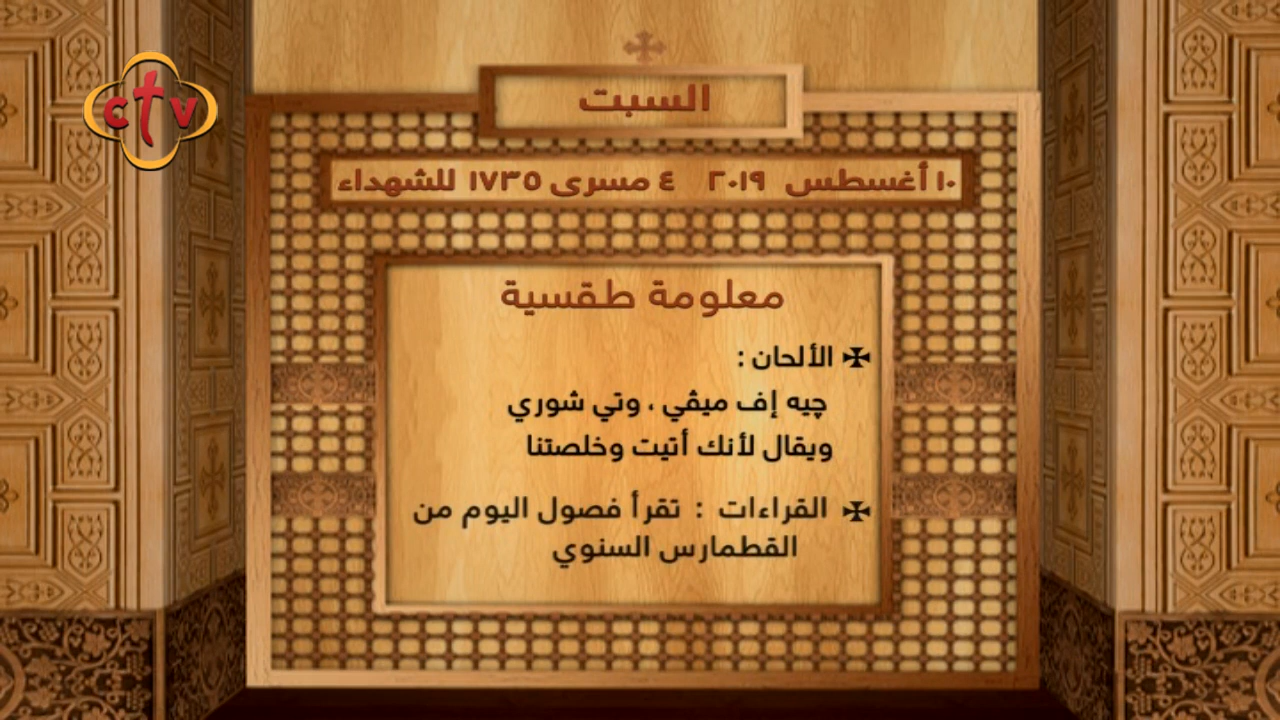 ctv
السبت
١٠ أغسطس ٢٠١٩ ٤ مسرى ١٧٣٥ للشهداء
معلومة طقسية
الألحان :
چيه إف ميڤي ، وتي شوري
ويقال لأنك أتيت وخلصتنا
القراءات : تقرأ فصول اليوم من
القطمارس السنوي